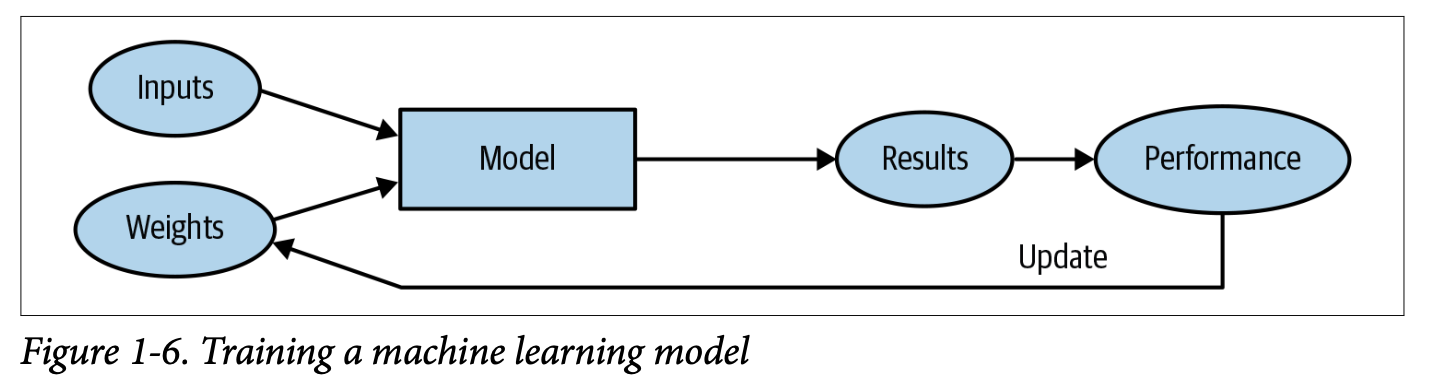 Inputs
Weights
Model
Results
Performance
Update
Figure 1-6. Training a machine learning model